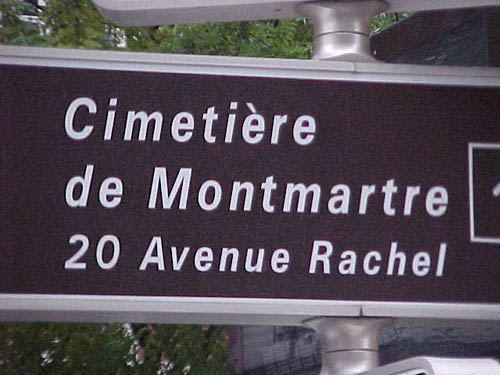 Cimetière
de Montmartre
20 Avenue Rachel